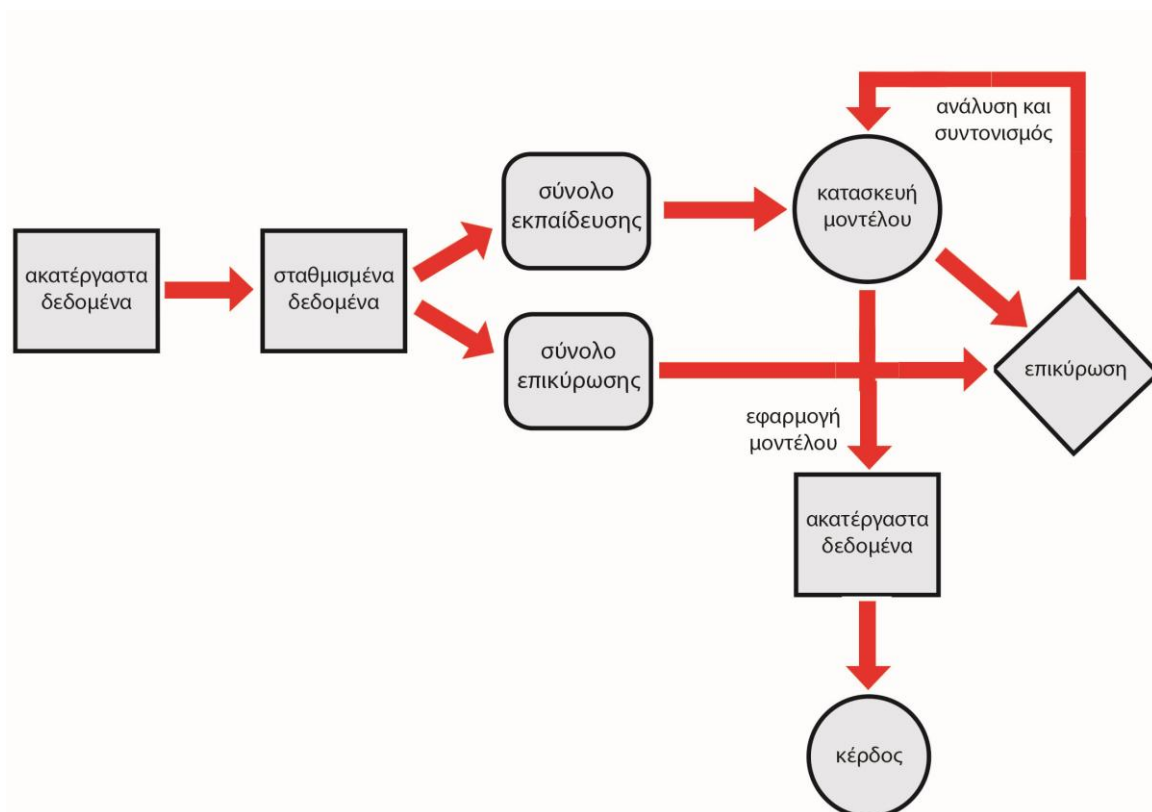 ακατέργαστα
δεδομένα
σταθμισμένα
δεδομένα
σύνολο
εκπαίδευσης
σύνολο
επικύρωσης
κατασκευή
μοντέλου
ανάλυση και
συντονισμός
επικύρωση
εφαρμογή
μοντέλου
ακατέργαστα
δεδομένα
κέρδος